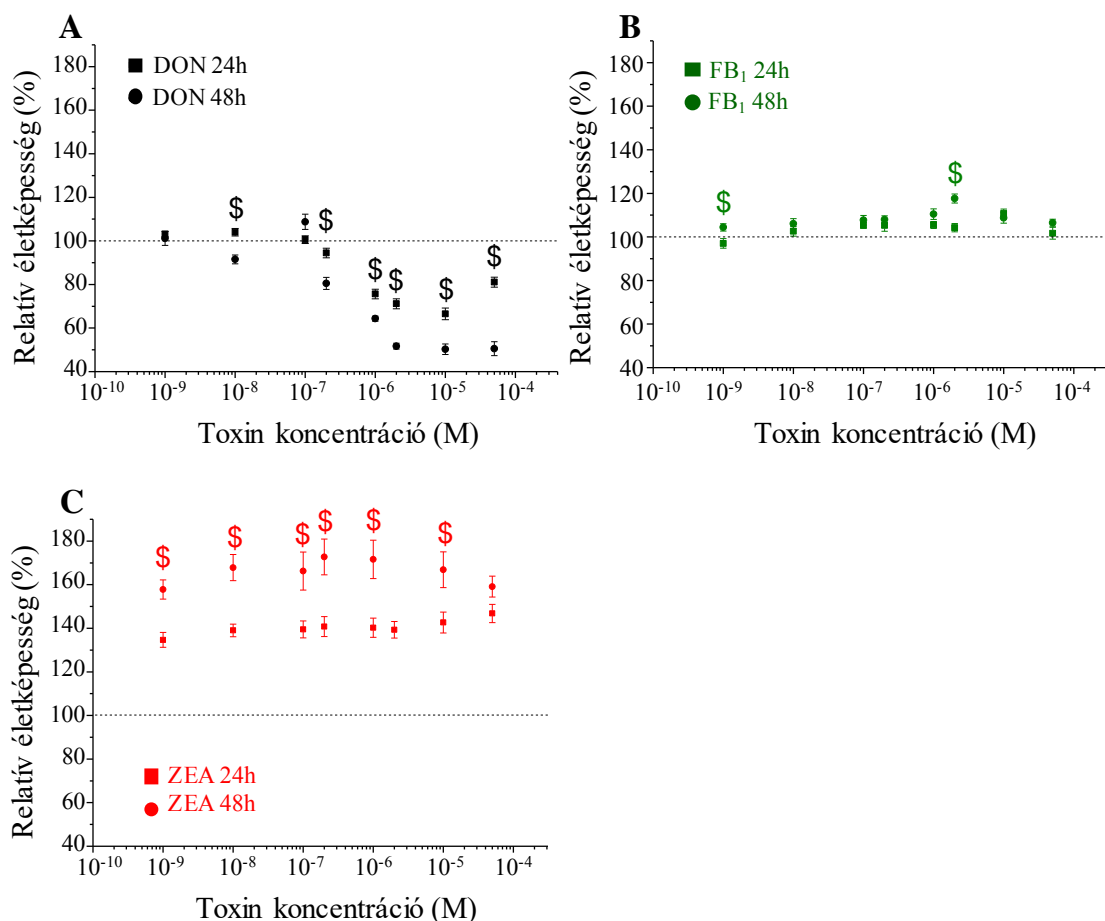 A
Relatív életképesség (%)
180
160
140
120
100
80
60
40
DON 24h
DON 48h
$ $ $ $ $ $
10⁻¹⁰ 10⁻⁹ 10⁻⁸ 10⁻⁷ 10⁻⁶ 10⁻⁵ 10⁻⁴
Toxin koncentráció (M)
B
Relatív életképesség (%)
180
160
140
120
100
80
60
40
FB₁ 24h
FB₁ 48h
$ $
10⁻¹⁰ 10⁻⁹ 10⁻⁸ 10⁻⁷ 10⁻⁶ 10⁻⁵ 10⁻⁴
Toxin koncentráció (M)
C
Relatív életképesség (%)
180
160
140
120
100
80
60
40
$ $ $ $ $ $
ZEA 24h
ZEA 48h
10⁻¹⁰ 10⁻⁹ 10⁻⁸ 10⁻⁷ 10⁻⁶ 10⁻⁵ 10⁻⁴
Toxin koncentráció (M)